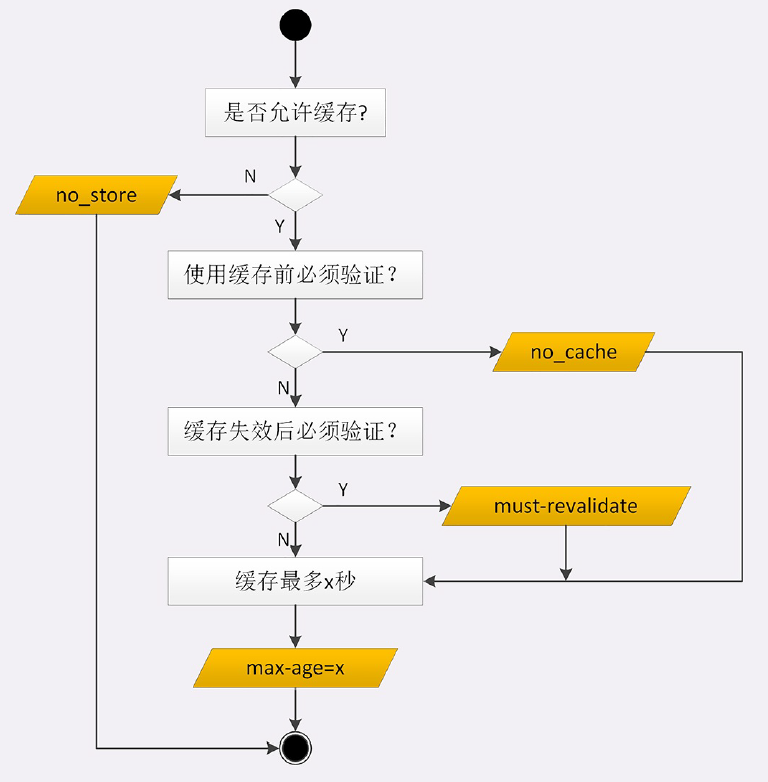 是否允许缓存?
N
no_store
Y
使用缓存前必须验证？
Y
no_cache
N
缓存失效后必须验证？
Y
must-revalidate
N
缓存最多x秒
max-age=x